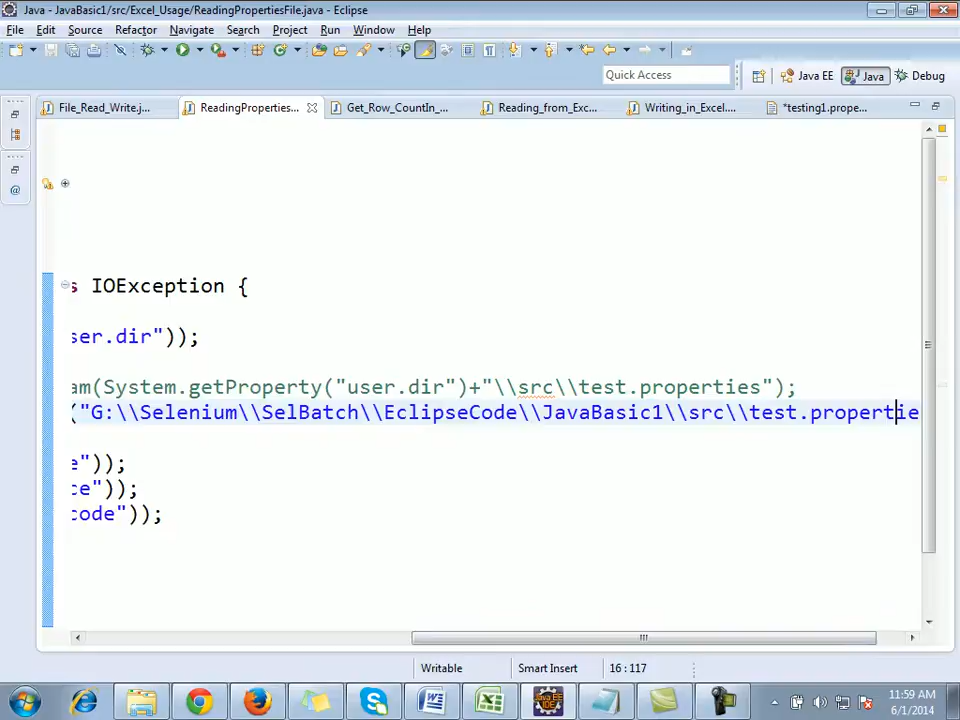 Java - JavaBasic1/src/Excel_Usage/ReadingPropertiesFile.java - Eclipse
File Edit Source Refactor Navigate Search Project Run Window Help
Quick Access Java EE Java Debug
File_Read_Write.j... ReadingProperties... Get_Row_CountIn_... Reading_from_Exc... Writing_in_Excel.... *testing1.prope...
s IOException {
ser.dir"));
am(System.getProperty("user.dir")+"\\src\\test.properties");
("G:\\Selenium\\SelBatch\\EclipseCode\\JavaBasic1\\src\\test.propertie
e"));
ce"));
code"));
Writable Smart Insert 16 : 117
11:59 AM
6/1/2014